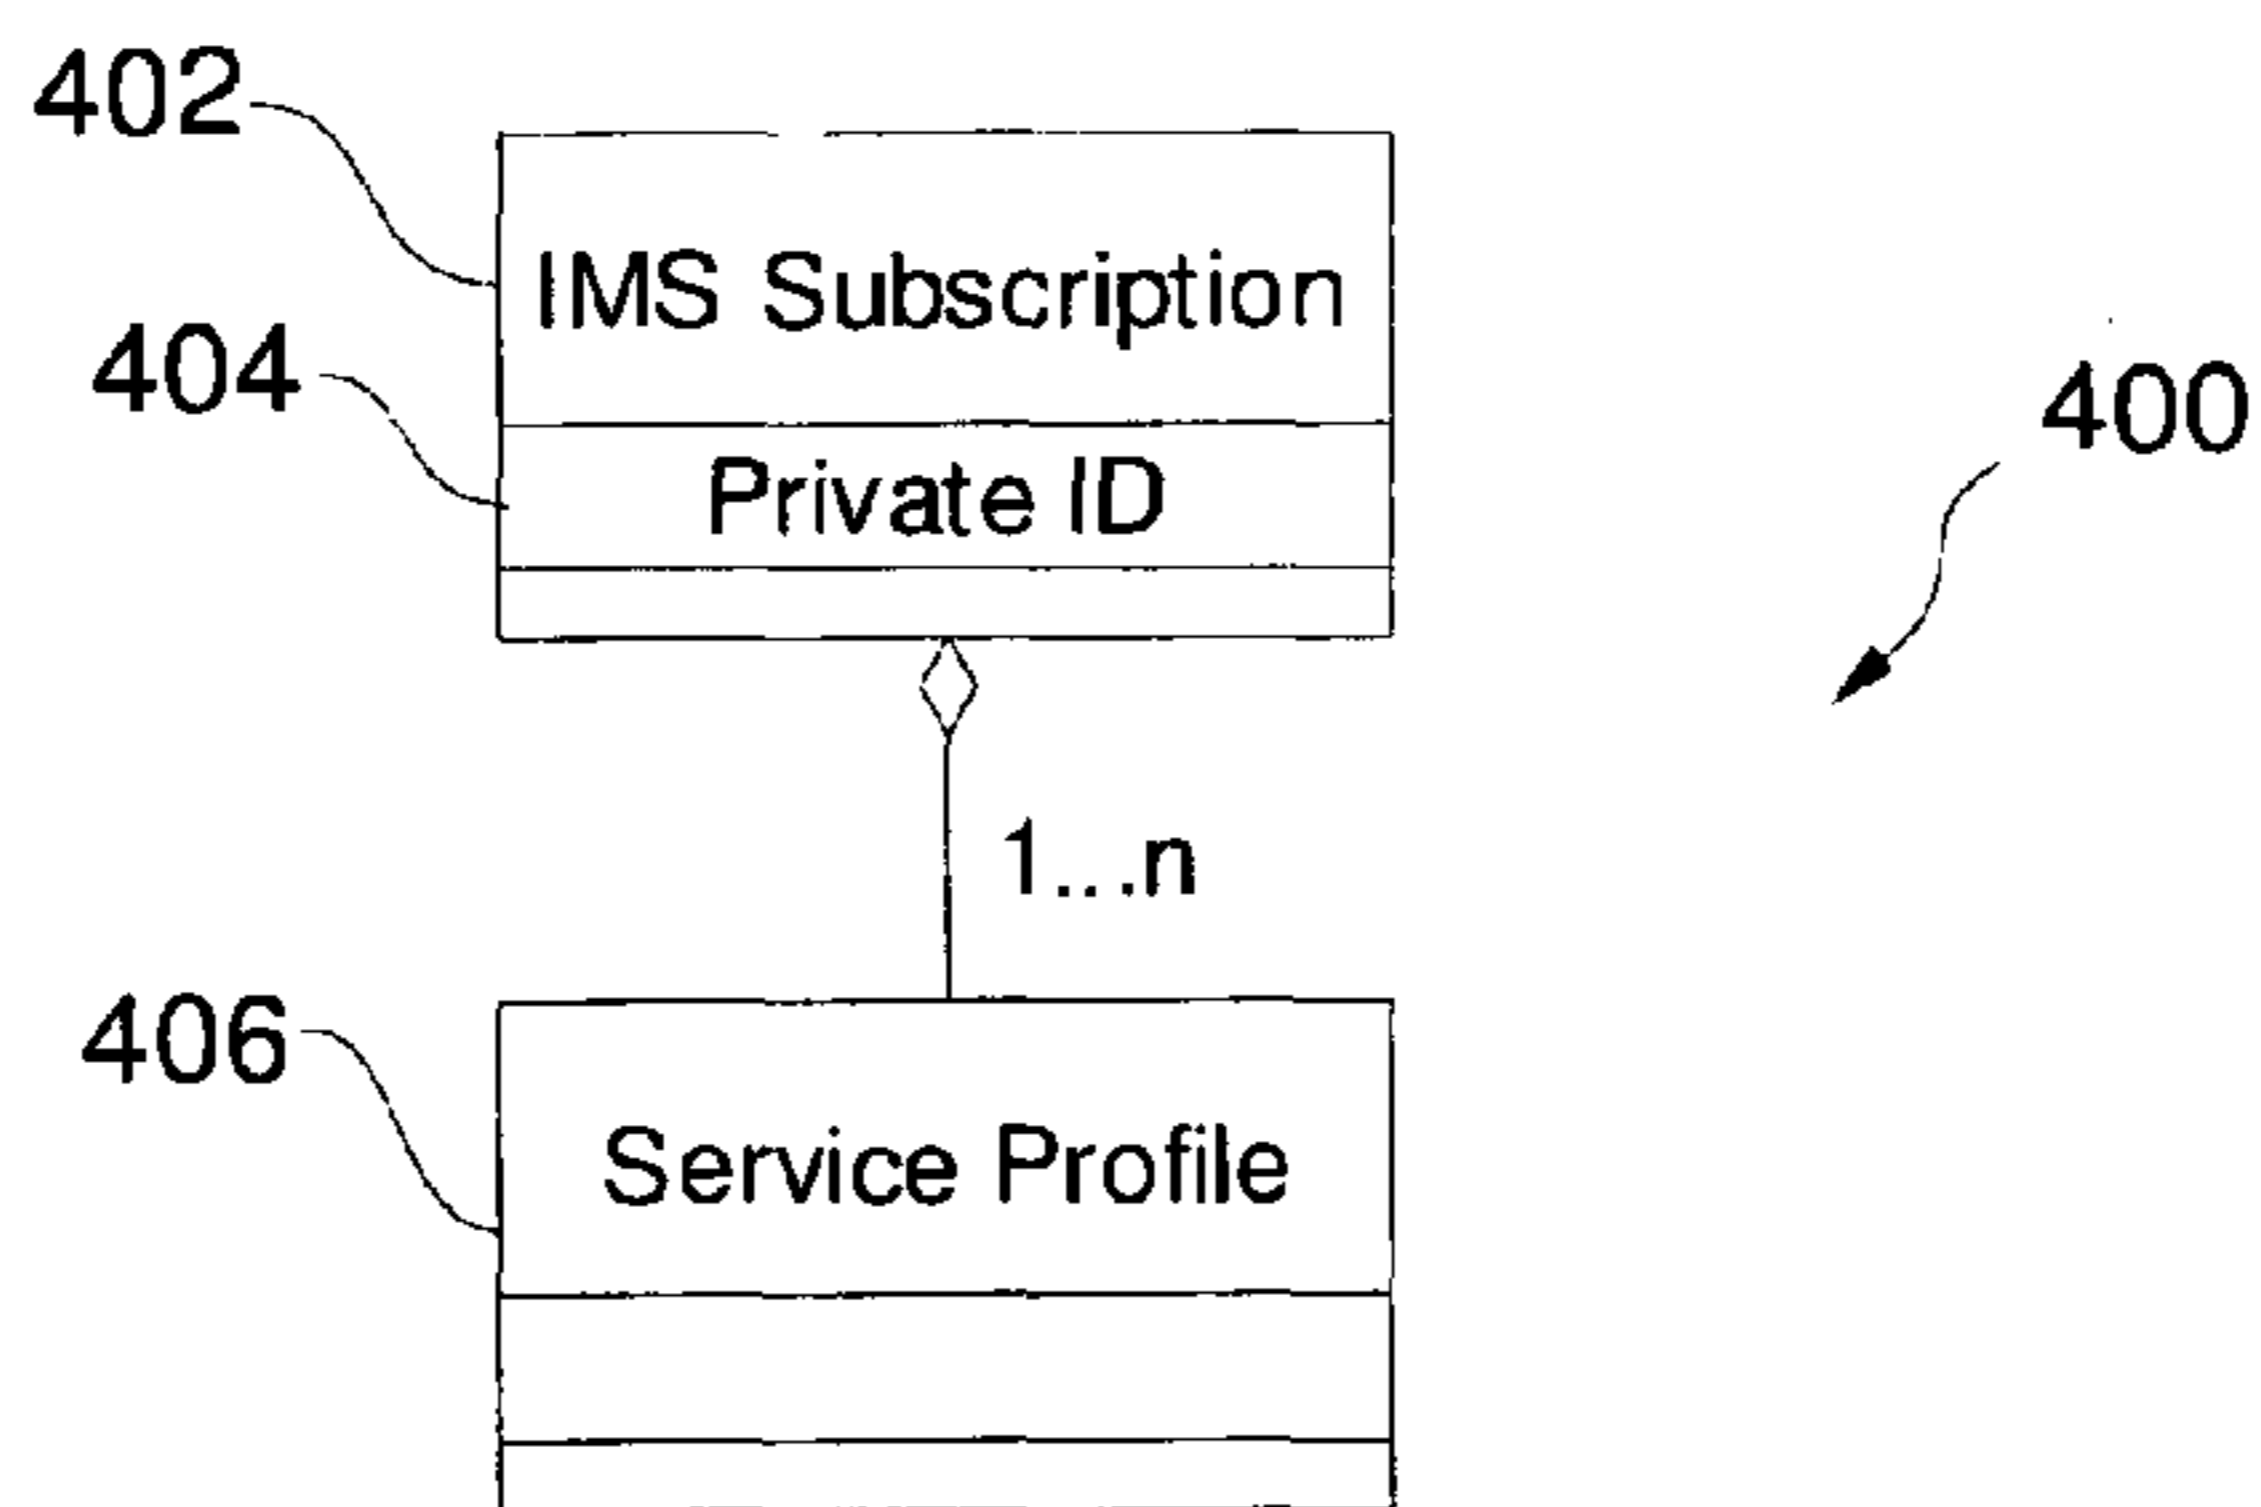 402
IMS Subscription
404
Private ID
400
1...n
406
Service Profile